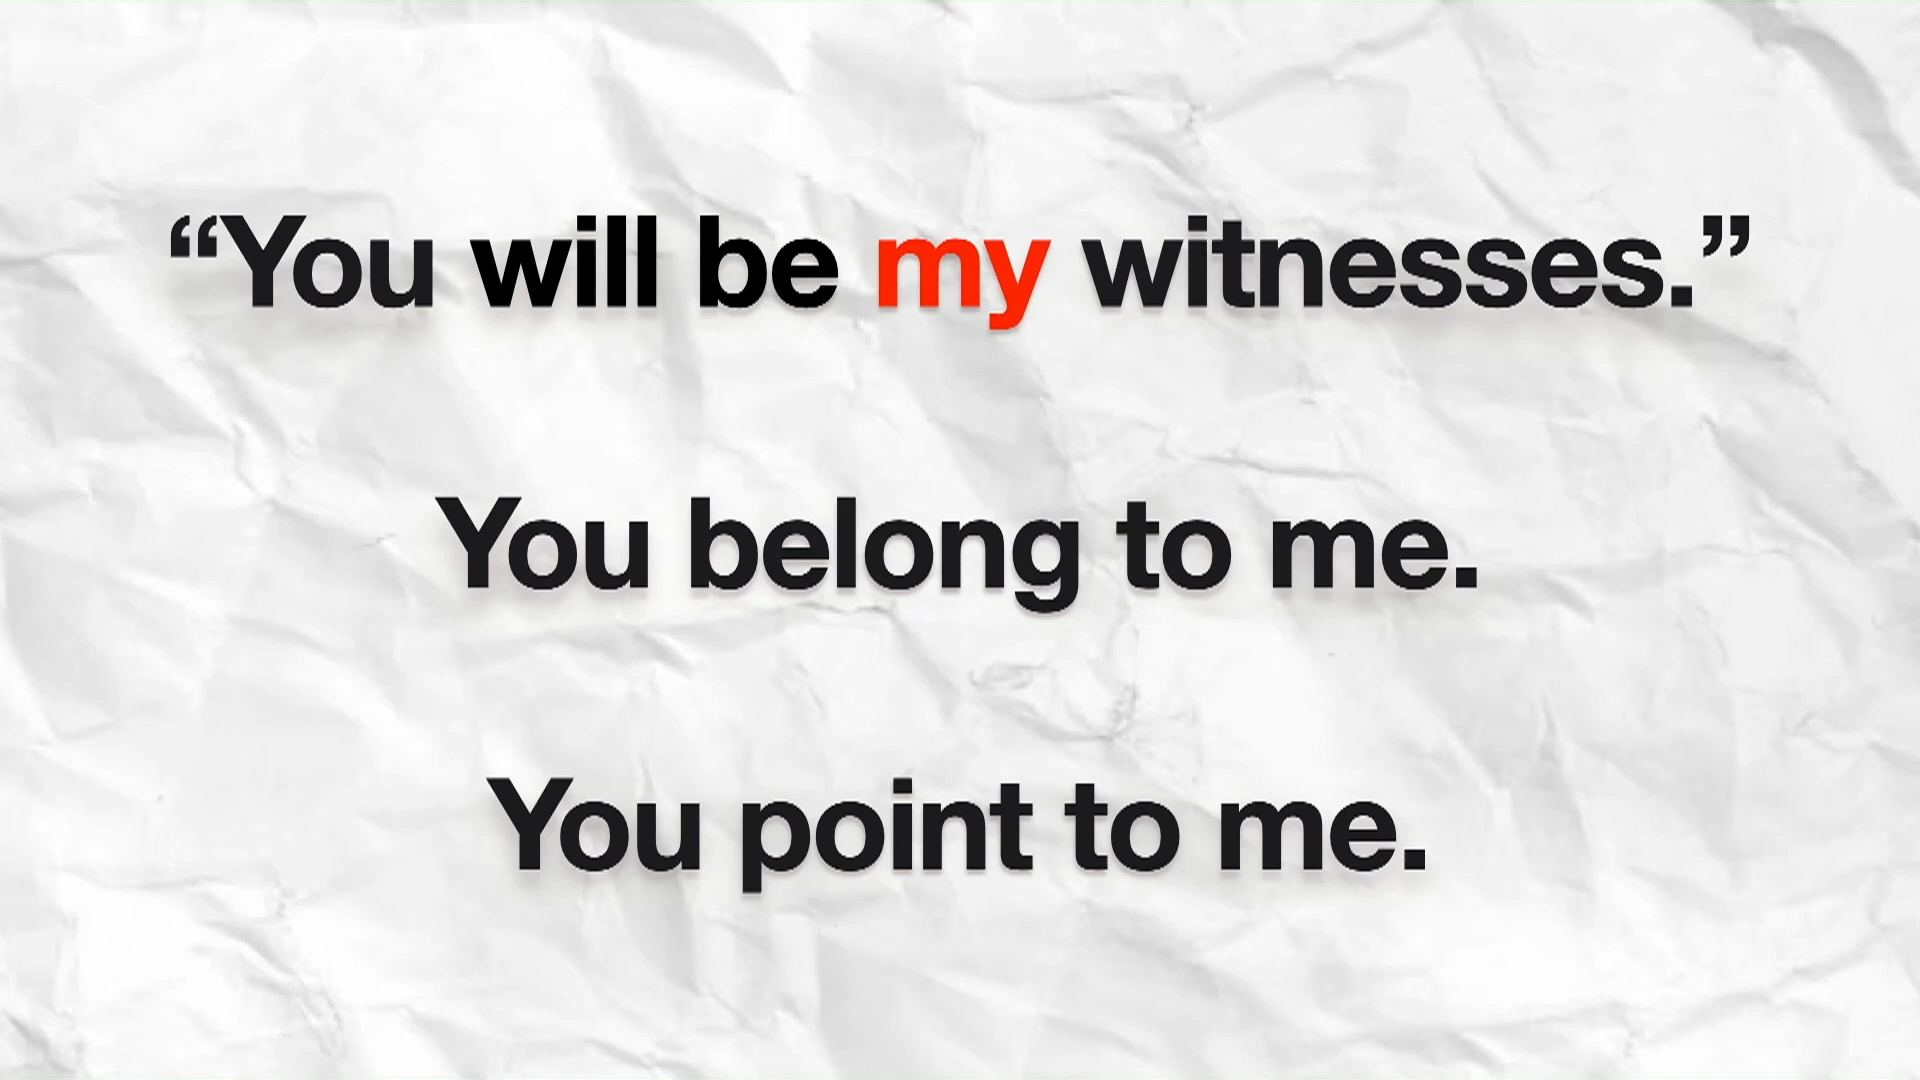 “You will be my witnesses.”
You belong to me.
You point to me.